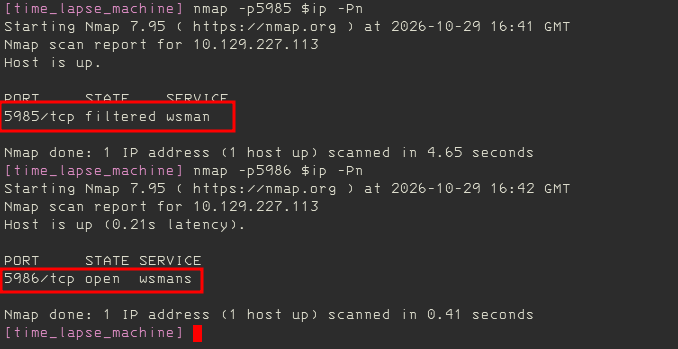 [time_lapse_machine] nmap -p5985 $ip -Pn
Starting Nmap 7.95 ( https://nmap.org ) at 2026-10-29 16:41 GMT
Nmap scan report for 10.129.227.113
Host is up.
PORT     STATE    SERVICE
5985/tcp filtered wsman
Nmap done: 1 IP address (1 host up) scanned in 4.65 seconds
[time_lapse_machine] nmap -p5986 $ip -Pn
Starting Nmap 7.95 ( https://nmap.org ) at 2026-10-29 16:42 GMT
Nmap scan report for 10.129.227.113
Host is up (0.21s latency).
PORT     STATE SERVICE
5986/tcp open  wsmans
Nmap done: 1 IP address (1 host up) scanned in 0.41 seconds
[time_lapse_machine]